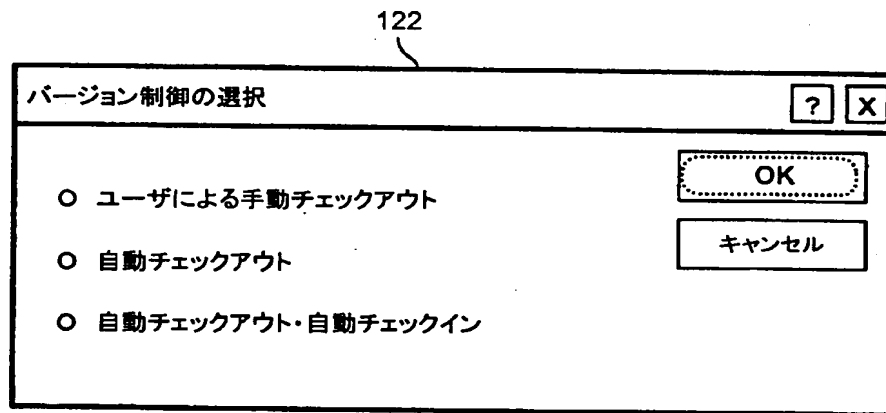 122
バージョン制御の選択
? X
OK
ユーザによる手動チェックアウト
キャンセル
自動チェックアウト
自動チェックアウト・自動チェックイン